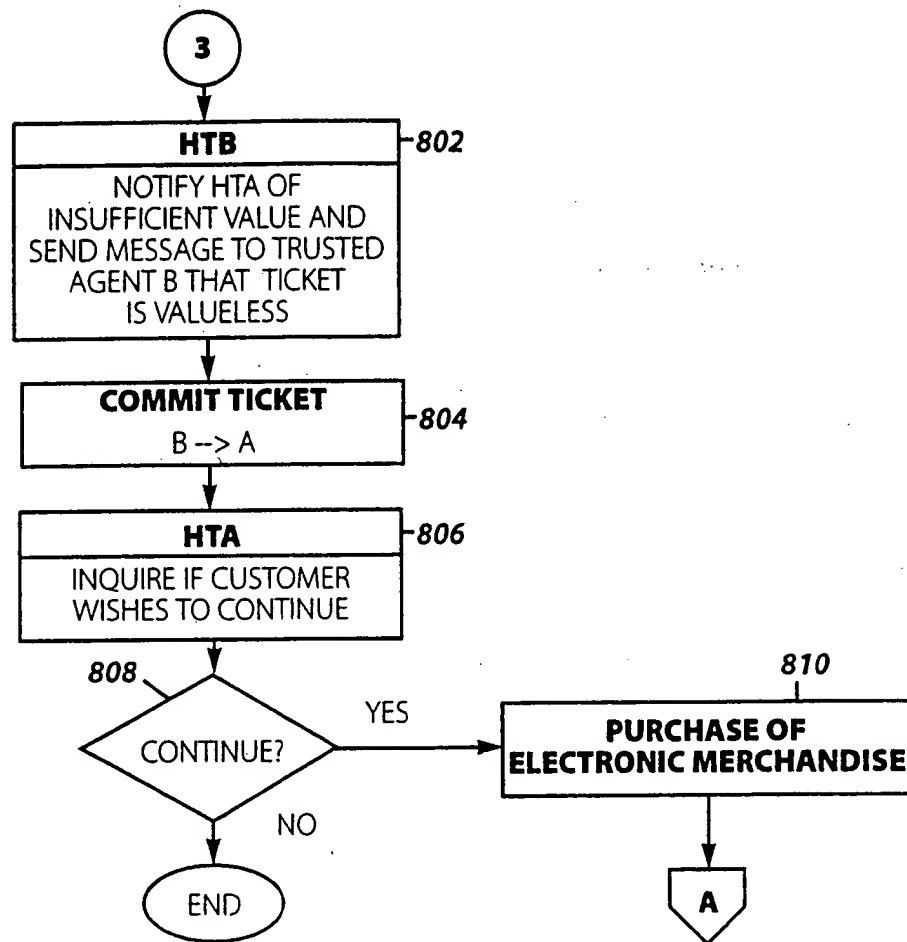 3
HTB
802
NOTIFY HTA OF
INSUFFICIENT VALUE AND
SEND MESSAGE TO TRUSTED
AGENT B THAT TICKET
IS VALUELESS
COMMIT TICKET
804
B --> A
HTA
806
INQUIRE IF CUSTOMER
WISHES TO CONTINUE
808
CONTINUE?
YES
NO
END
810
PURCHASE OF
ELECTRONIC MERCHANDISE
A